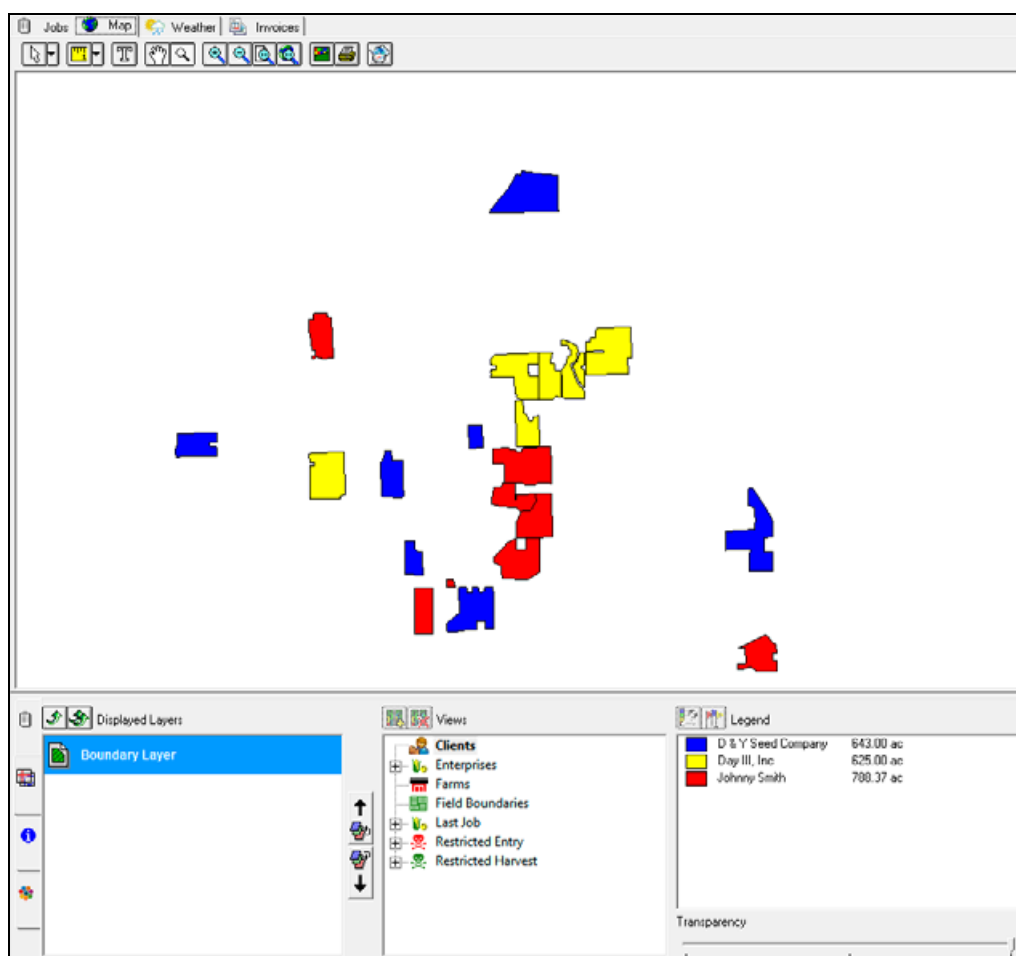 Jobs Map Weather Invoices
T
Displayed Layers
Boundary Layer
Views
Clients
Enterprises
Farms
Field Boundaries
Last Job
Restricted Entry
Restricted Harvest
Legend
D & Y Seed Company 643.00 ac
Day III, Inc 625.00 ac
Johnny Smith 788.37 ac
Transparency